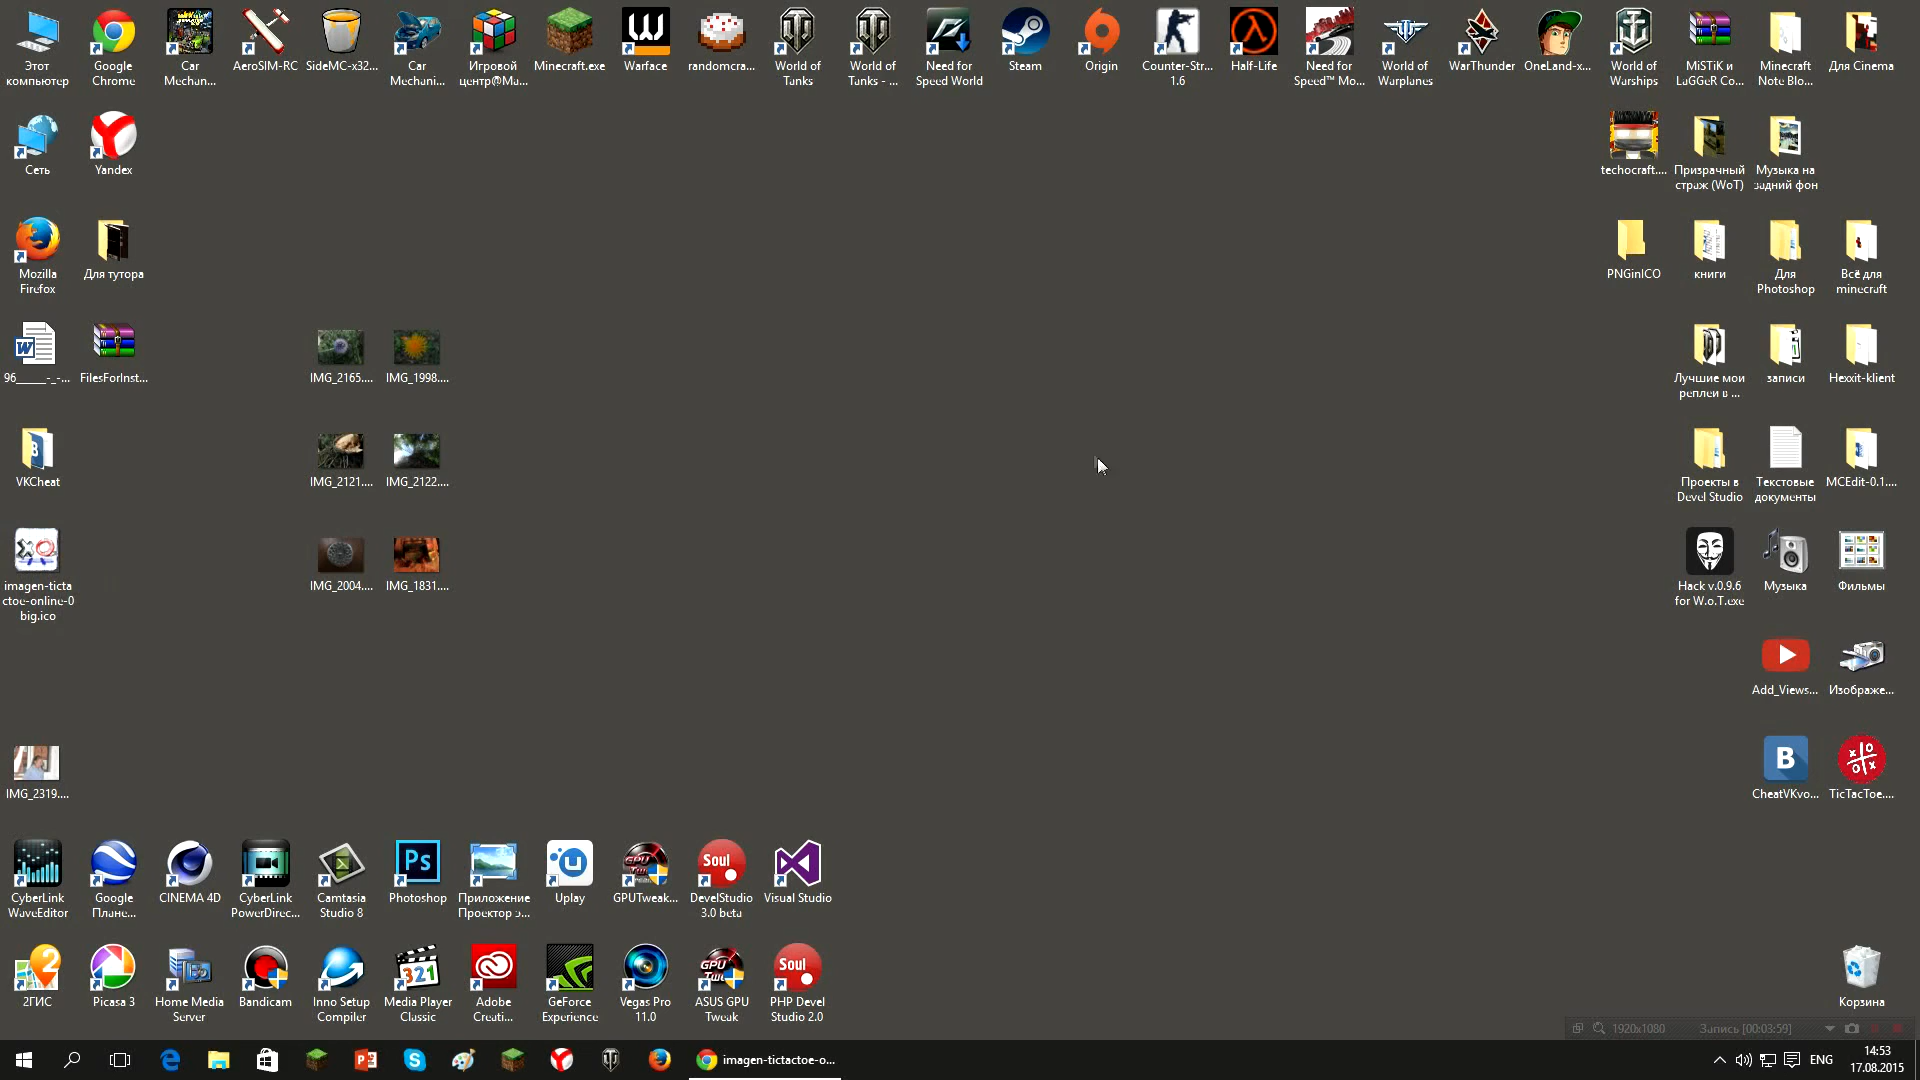 Этот
компьютер
Google
Chrome
Car
Mechan...
AeroSIM-RC
SideMC-x32...
Car
Mechani...
Игровой
центр@Ma...
Minecraft.exe
Warface
randomcra...
World of
Tanks
World of
Tanks - ...
Need for
Speed World
Steam
Origin
Counter-Str...
1.6
Half-Life
Need for
Speed™ Mo...
World of
Warplanes
WarThunder
OneLand-x...
World of
Warships
MiSTiK и
LaGGeR Co...
Minecraft
Note Blo...
Для Cinema
Сеть
Yandex
techocraft....
Призрачный
страж (WoT)
Музыка на
задний фон
Mozilla
Firefox
Для тутора
PNGinICO
книги
Для
Photoshop
Всё для
minecraft
96_____-_-...
FilesForInst...
IMG_2165....
IMG_1998....
Лучшие мои
реплеи в ...
записи
Hexxit-klient
VKCheat
IMG_2121....
IMG_2122....
Проекты в
Devel Studio
Текстовые
документы
MCEdit-0.1....
imagen-ticta
ctoe-online-0
big.ico
IMG_2004....
IMG_1831....
Hack v.0.9.6
for W.o.T.exe
Музыка
Фильмы
Add_Views...
Изображе...
IMG_2319....
CheatVKvo...
TicTacToe....
CyberLink
WaveEditor
Google
Плане...
CINEMA 4D
CyberLink
PowerDirec...
Camtasia
Studio 8
Photoshop
Приложение
Проектор э...
Uplay
GPUTweak...
DevelStudio
3.0 beta
Visual Studio
2ГИС
Picasa 3
Home Media
Server
Bandicam
Inno Setup
Compiler
Media Player
Classic
Adobe
Creati...
GeForce
Experience
Vegas Pro
11.0
ASUS GPU
Tweak
PHP Devel
Studio 2.0
Корзина
1920x1080 Запись [00:03:59]
imagen-tictactoe-o...
ENG
14:53
17.08.2015